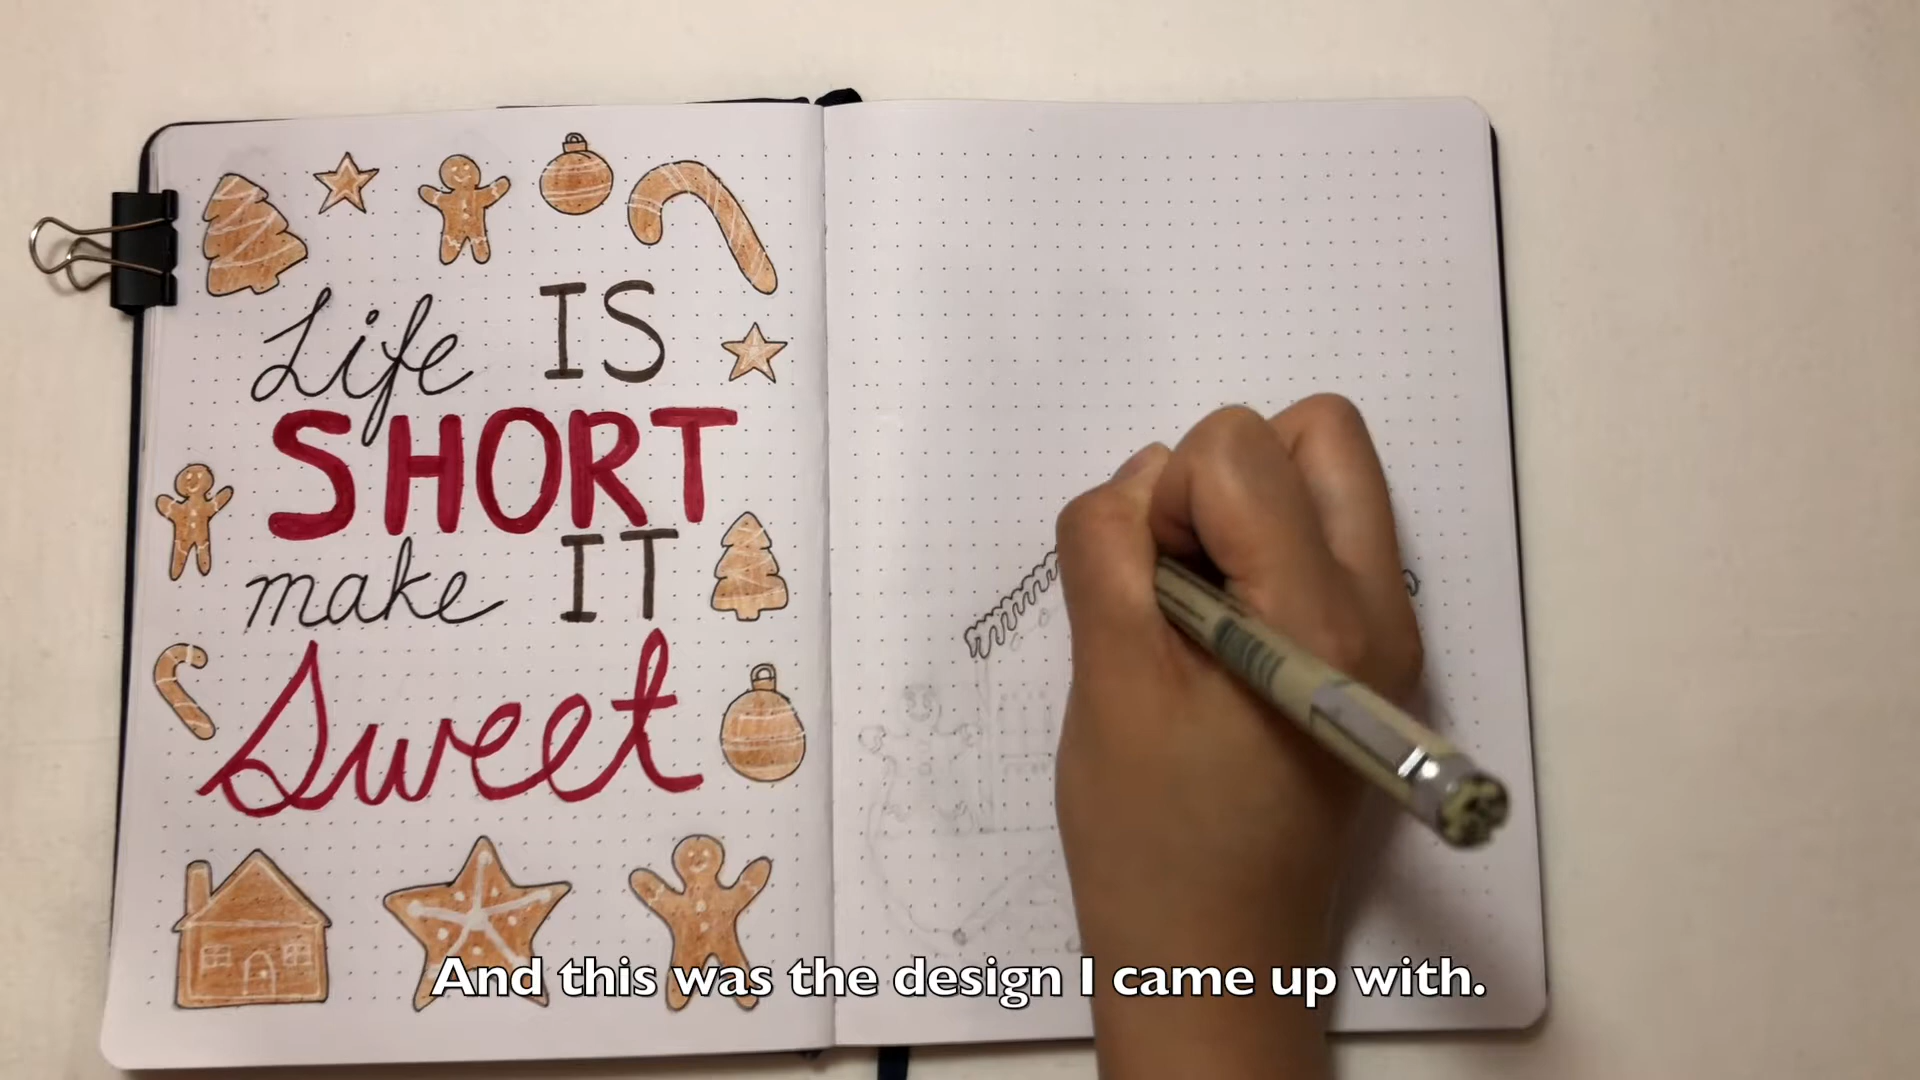 Life IS
SHORT
make IT
Sweet
And this was the design I came up with.